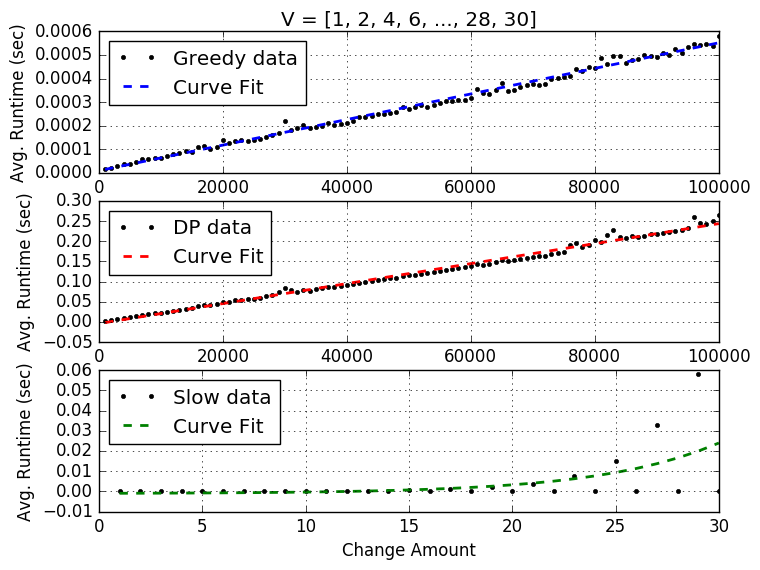 V = [1, 2, 4, 6, ..., 28, 30]
Avg. Runtime (sec)
0.0006
0.0005
0.0004
0.0003
0.0002
0.0001
0.0000
Greedy data
Curve Fit
0 20000 40000 60000 80000 100000
Avg. Runtime (sec)
0.30
0.25
0.20
0.15
0.10
0.05
0.00
−0.05
DP data
Curve Fit
0 20000 40000 60000 80000 100000
Avg. Runtime (sec)
0.06
0.05
0.04
0.03
0.02
0.01
0.00
−0.01
Slow data
Curve Fit
0 5 10 15 20 25 30
Change Amount